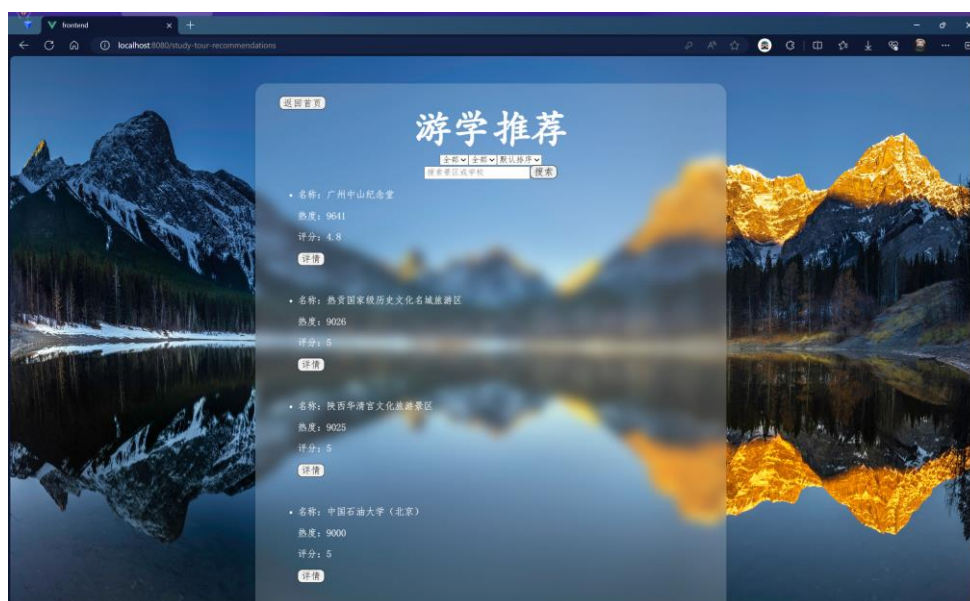 frontend
localhost:8080/study-tour-recommendations
返回首页
游学推荐
全部 全部 默认排序
搜索景区或学校 搜索
• 名称：广州中山纪念堂
热度：9641
评分：4.8
详情
• 名称：热贡国家级历史文化名城旅游区
热度：9026
评分：5
详情
• 名称：陕西华清宫文化旅游景区
热度：9025
评分：5
详情
• 名称：中国石油大学（北京）
热度：9000
评分：5
详情